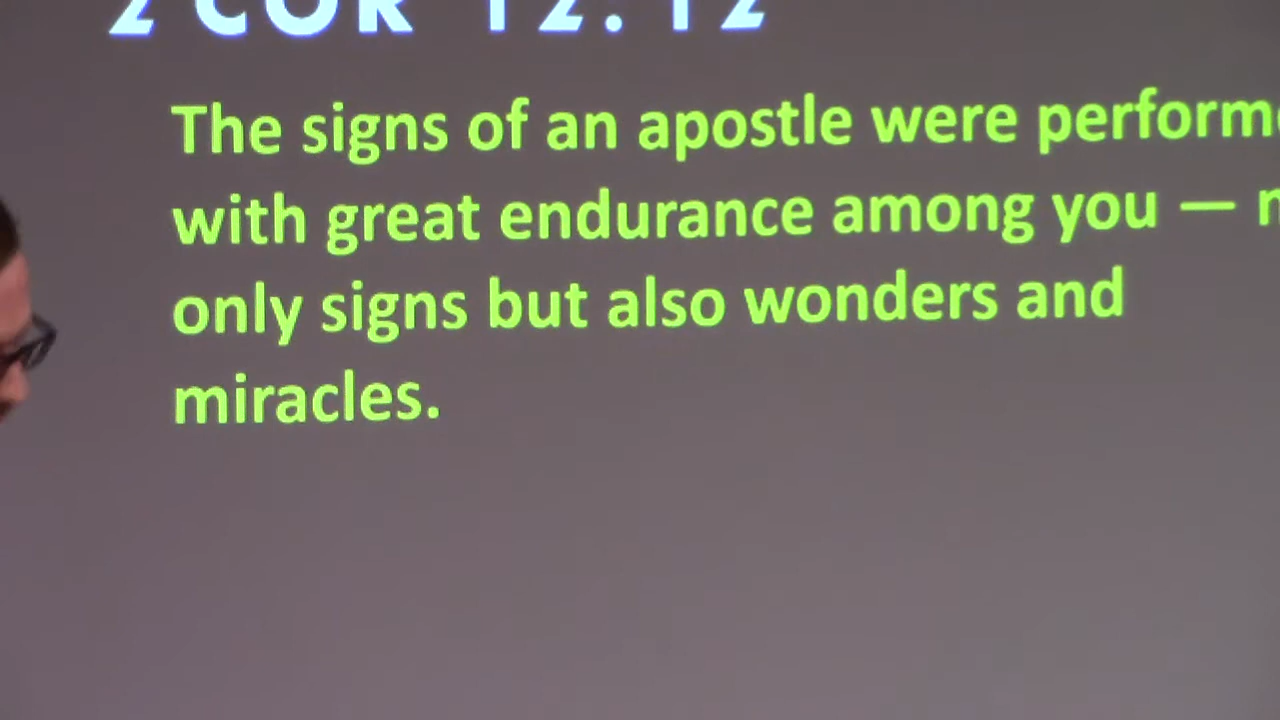 2 COR 12:12
The signs of an apostle were perform
with great endurance among you —
only signs but also wonders and
miracles.